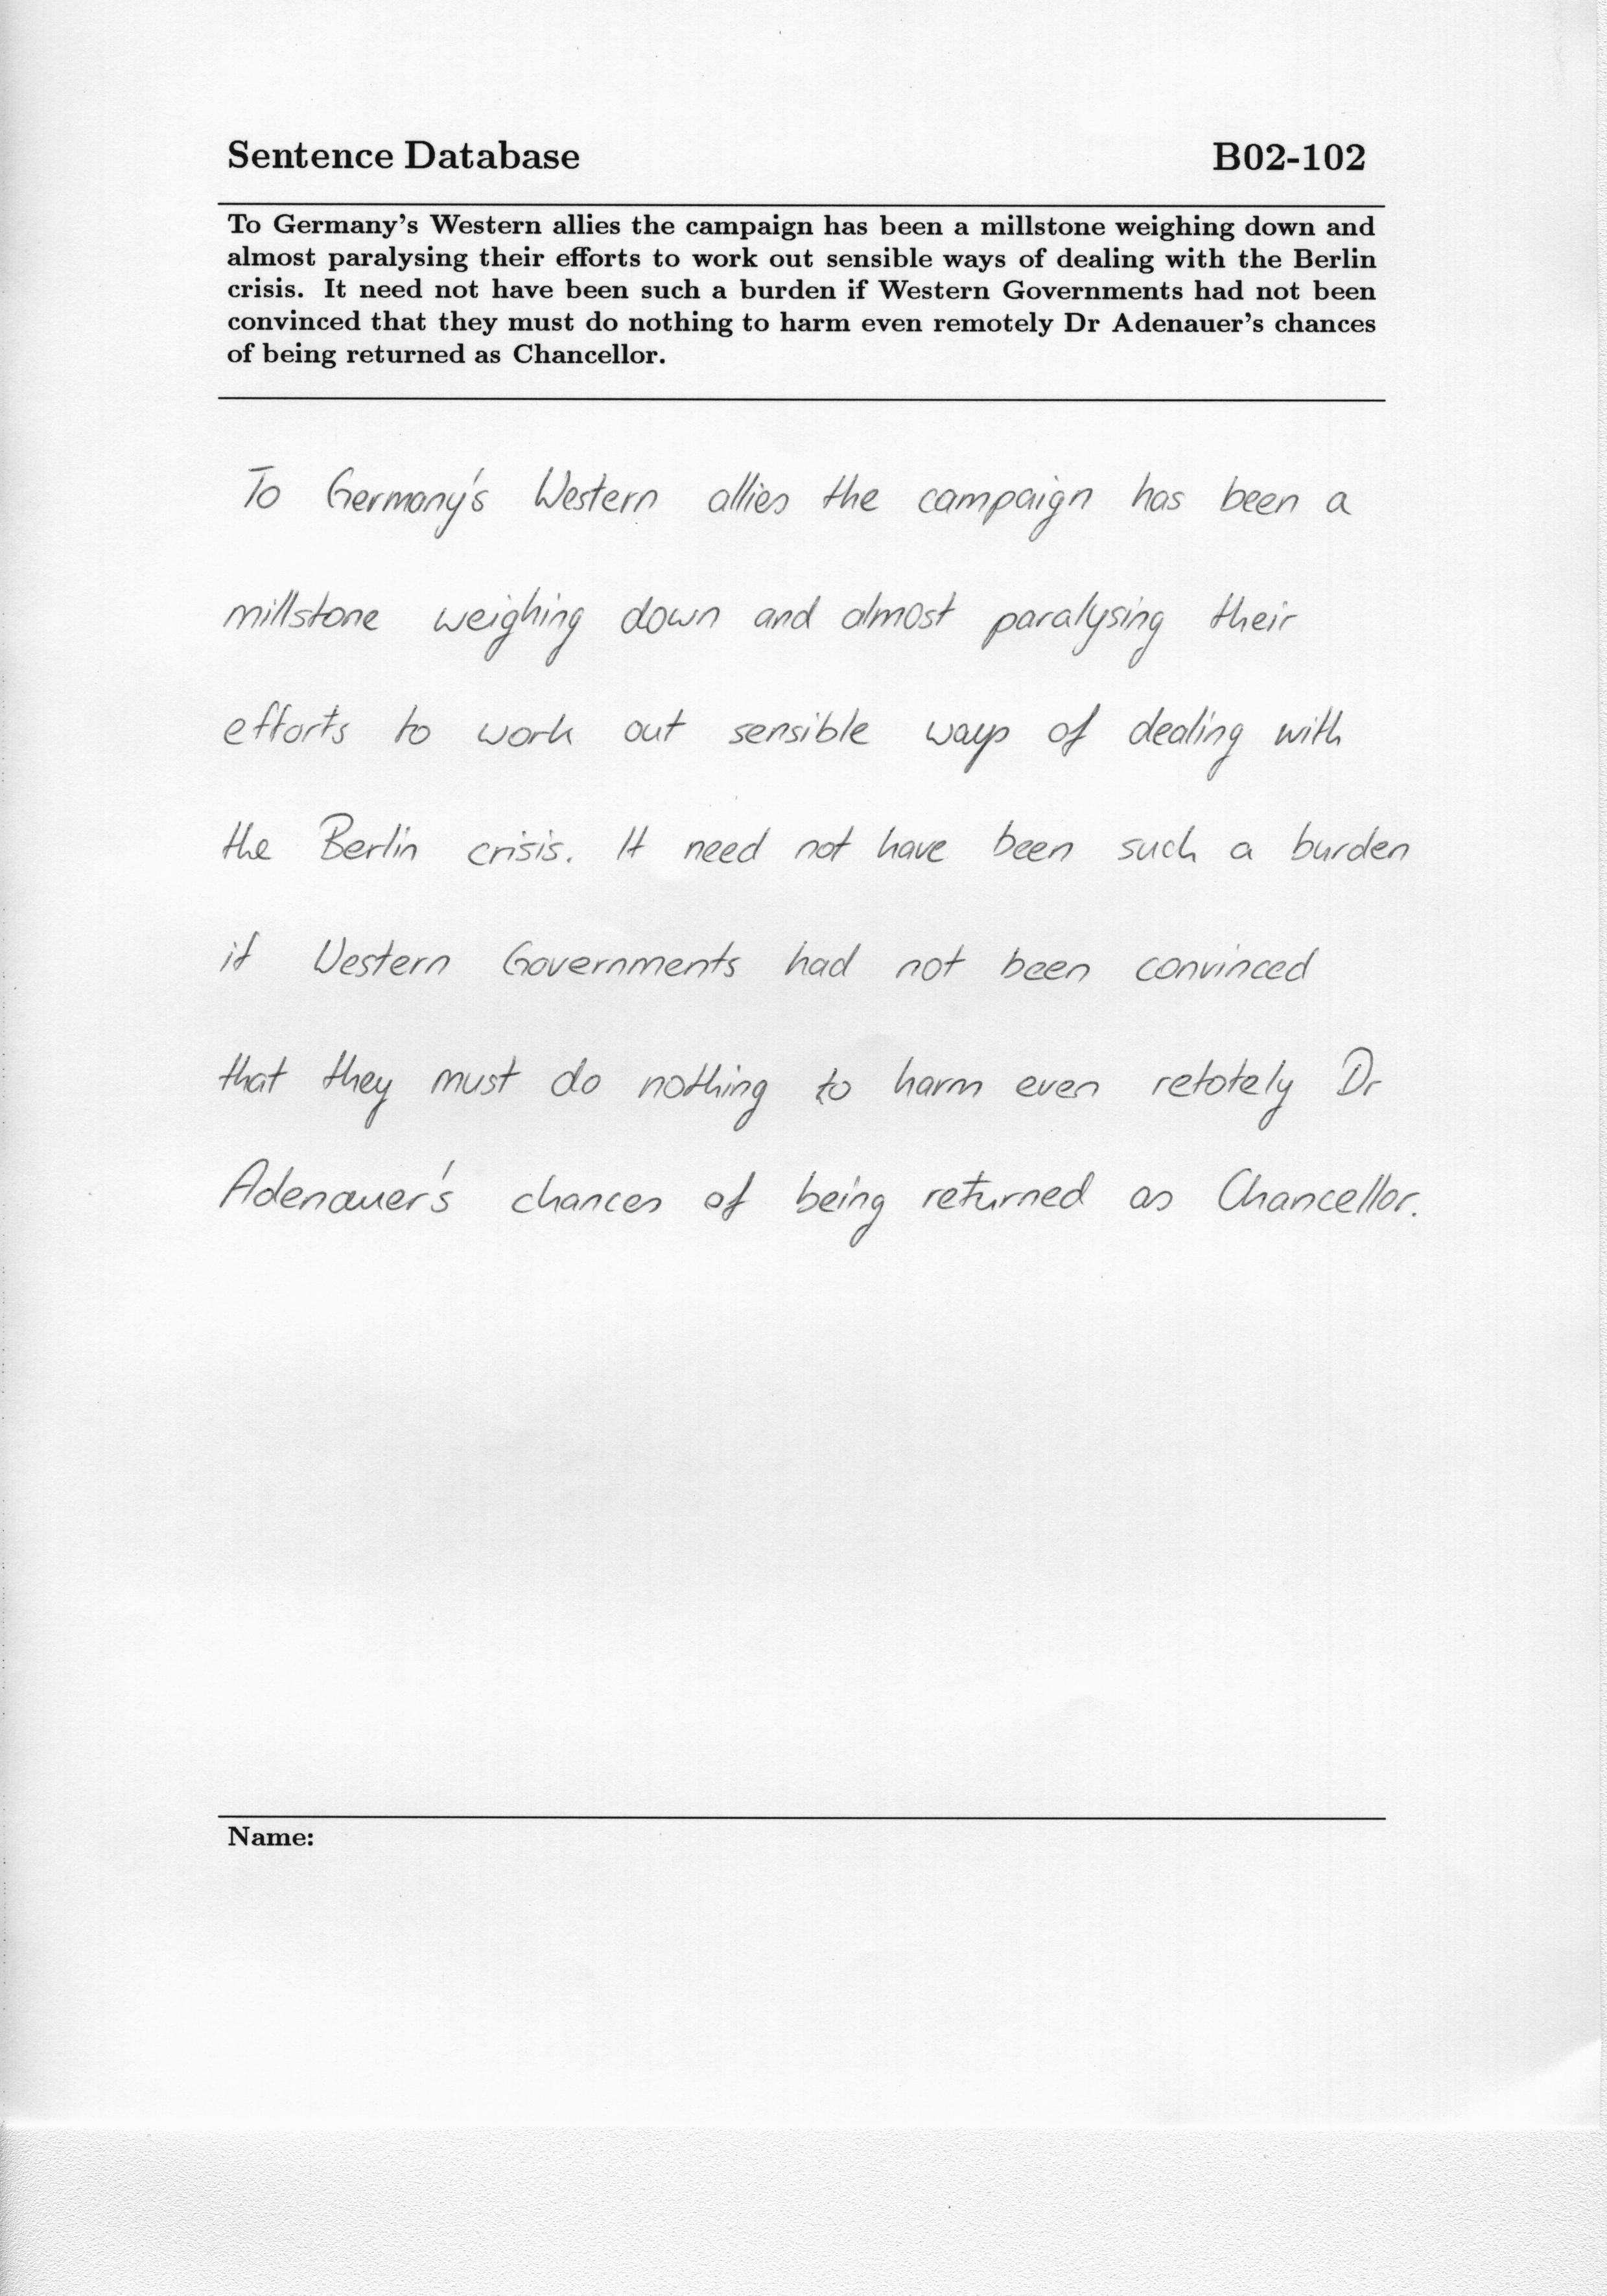 Sentence Database B02-102
To Germany's Western allies the campaign has been a millstone weighing down and
almost paralysing their efforts to work out sensible ways of dealing with the Berlin
crisis. It need not have been such a burden if Western Governments had not been
convinced that they must do nothing to harm even remotely Dr Adenauer's chances
of being returned as Chancellor.
To Germany's Western allies the campaign has been a
millstone weighing down and almost paralysing their
efforts to work out sensible ways of dealing with
the Berlin crisis. It need not have been such a burden
if Western Governments had not been convinced
that they must do nothing to harm even retotely Dr
Adenauer's chances of being returned as Chancellor.
Name: